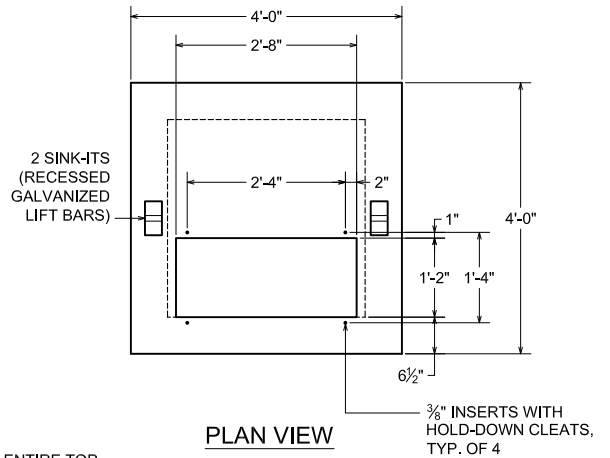 4'-0"
2'-8"
2 SINK-ITS
(RECESSED
GALVANIZED
LIFT BARS)
2'-4"
2"
1"
4'-0"
1'-2"
1'-4"
6½"
PLAN VIEW
⅜" INSERTS WITH
HOLD-DOWN CLEATS,
TYP. OF 4
ENTIRE TOP